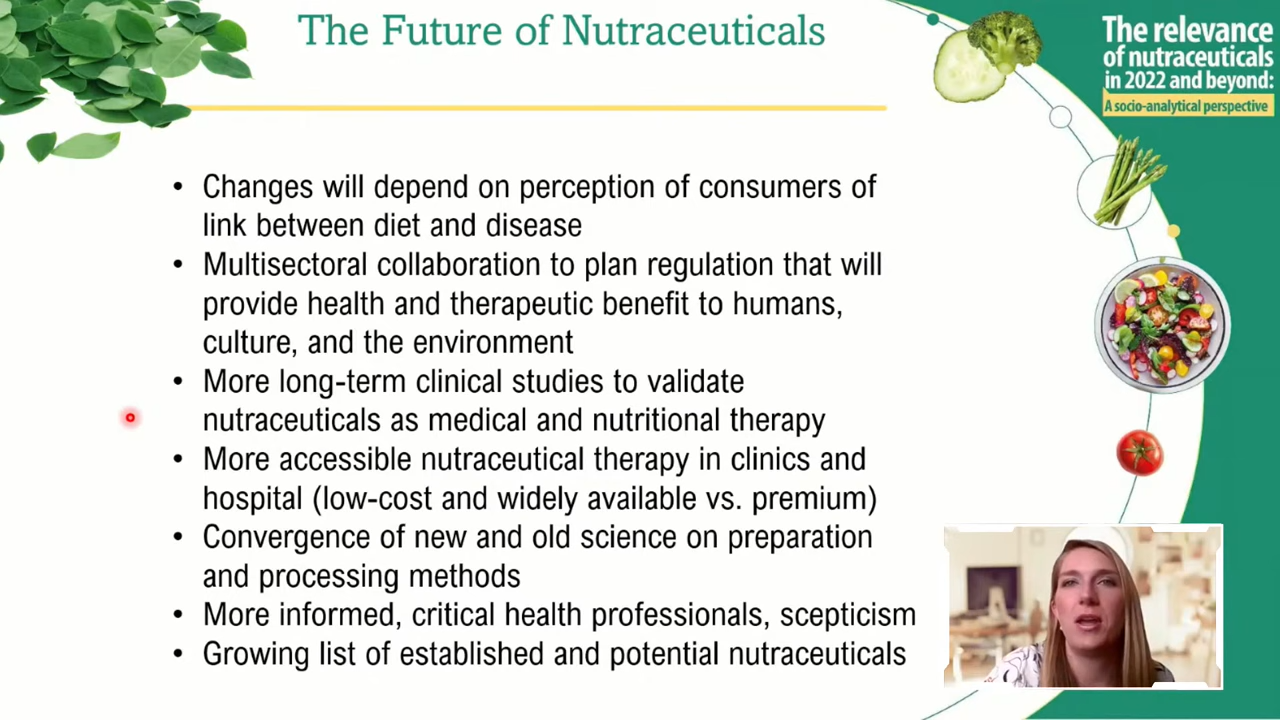 The Future of Nutraceuticals
The relevance
of nutraceuticals
in 2022 and beyond:
A socio-analytical perspective
• Changes will depend on perception of consumers of
link between diet and disease
• Multisectoral collaboration to plan regulation that will
provide health and therapeutic benefit to humans,
culture, and the environment
• More long-term clinical studies to validate
nutraceuticals as medical and nutritional therapy
• More accessible nutraceutical therapy in clinics and
hospital (low-cost and widely available vs. premium)
• Convergence of new and old science on preparation
and processing methods
• More informed, critical health professionals, scepticism
• Growing list of established and potential nutraceuticals